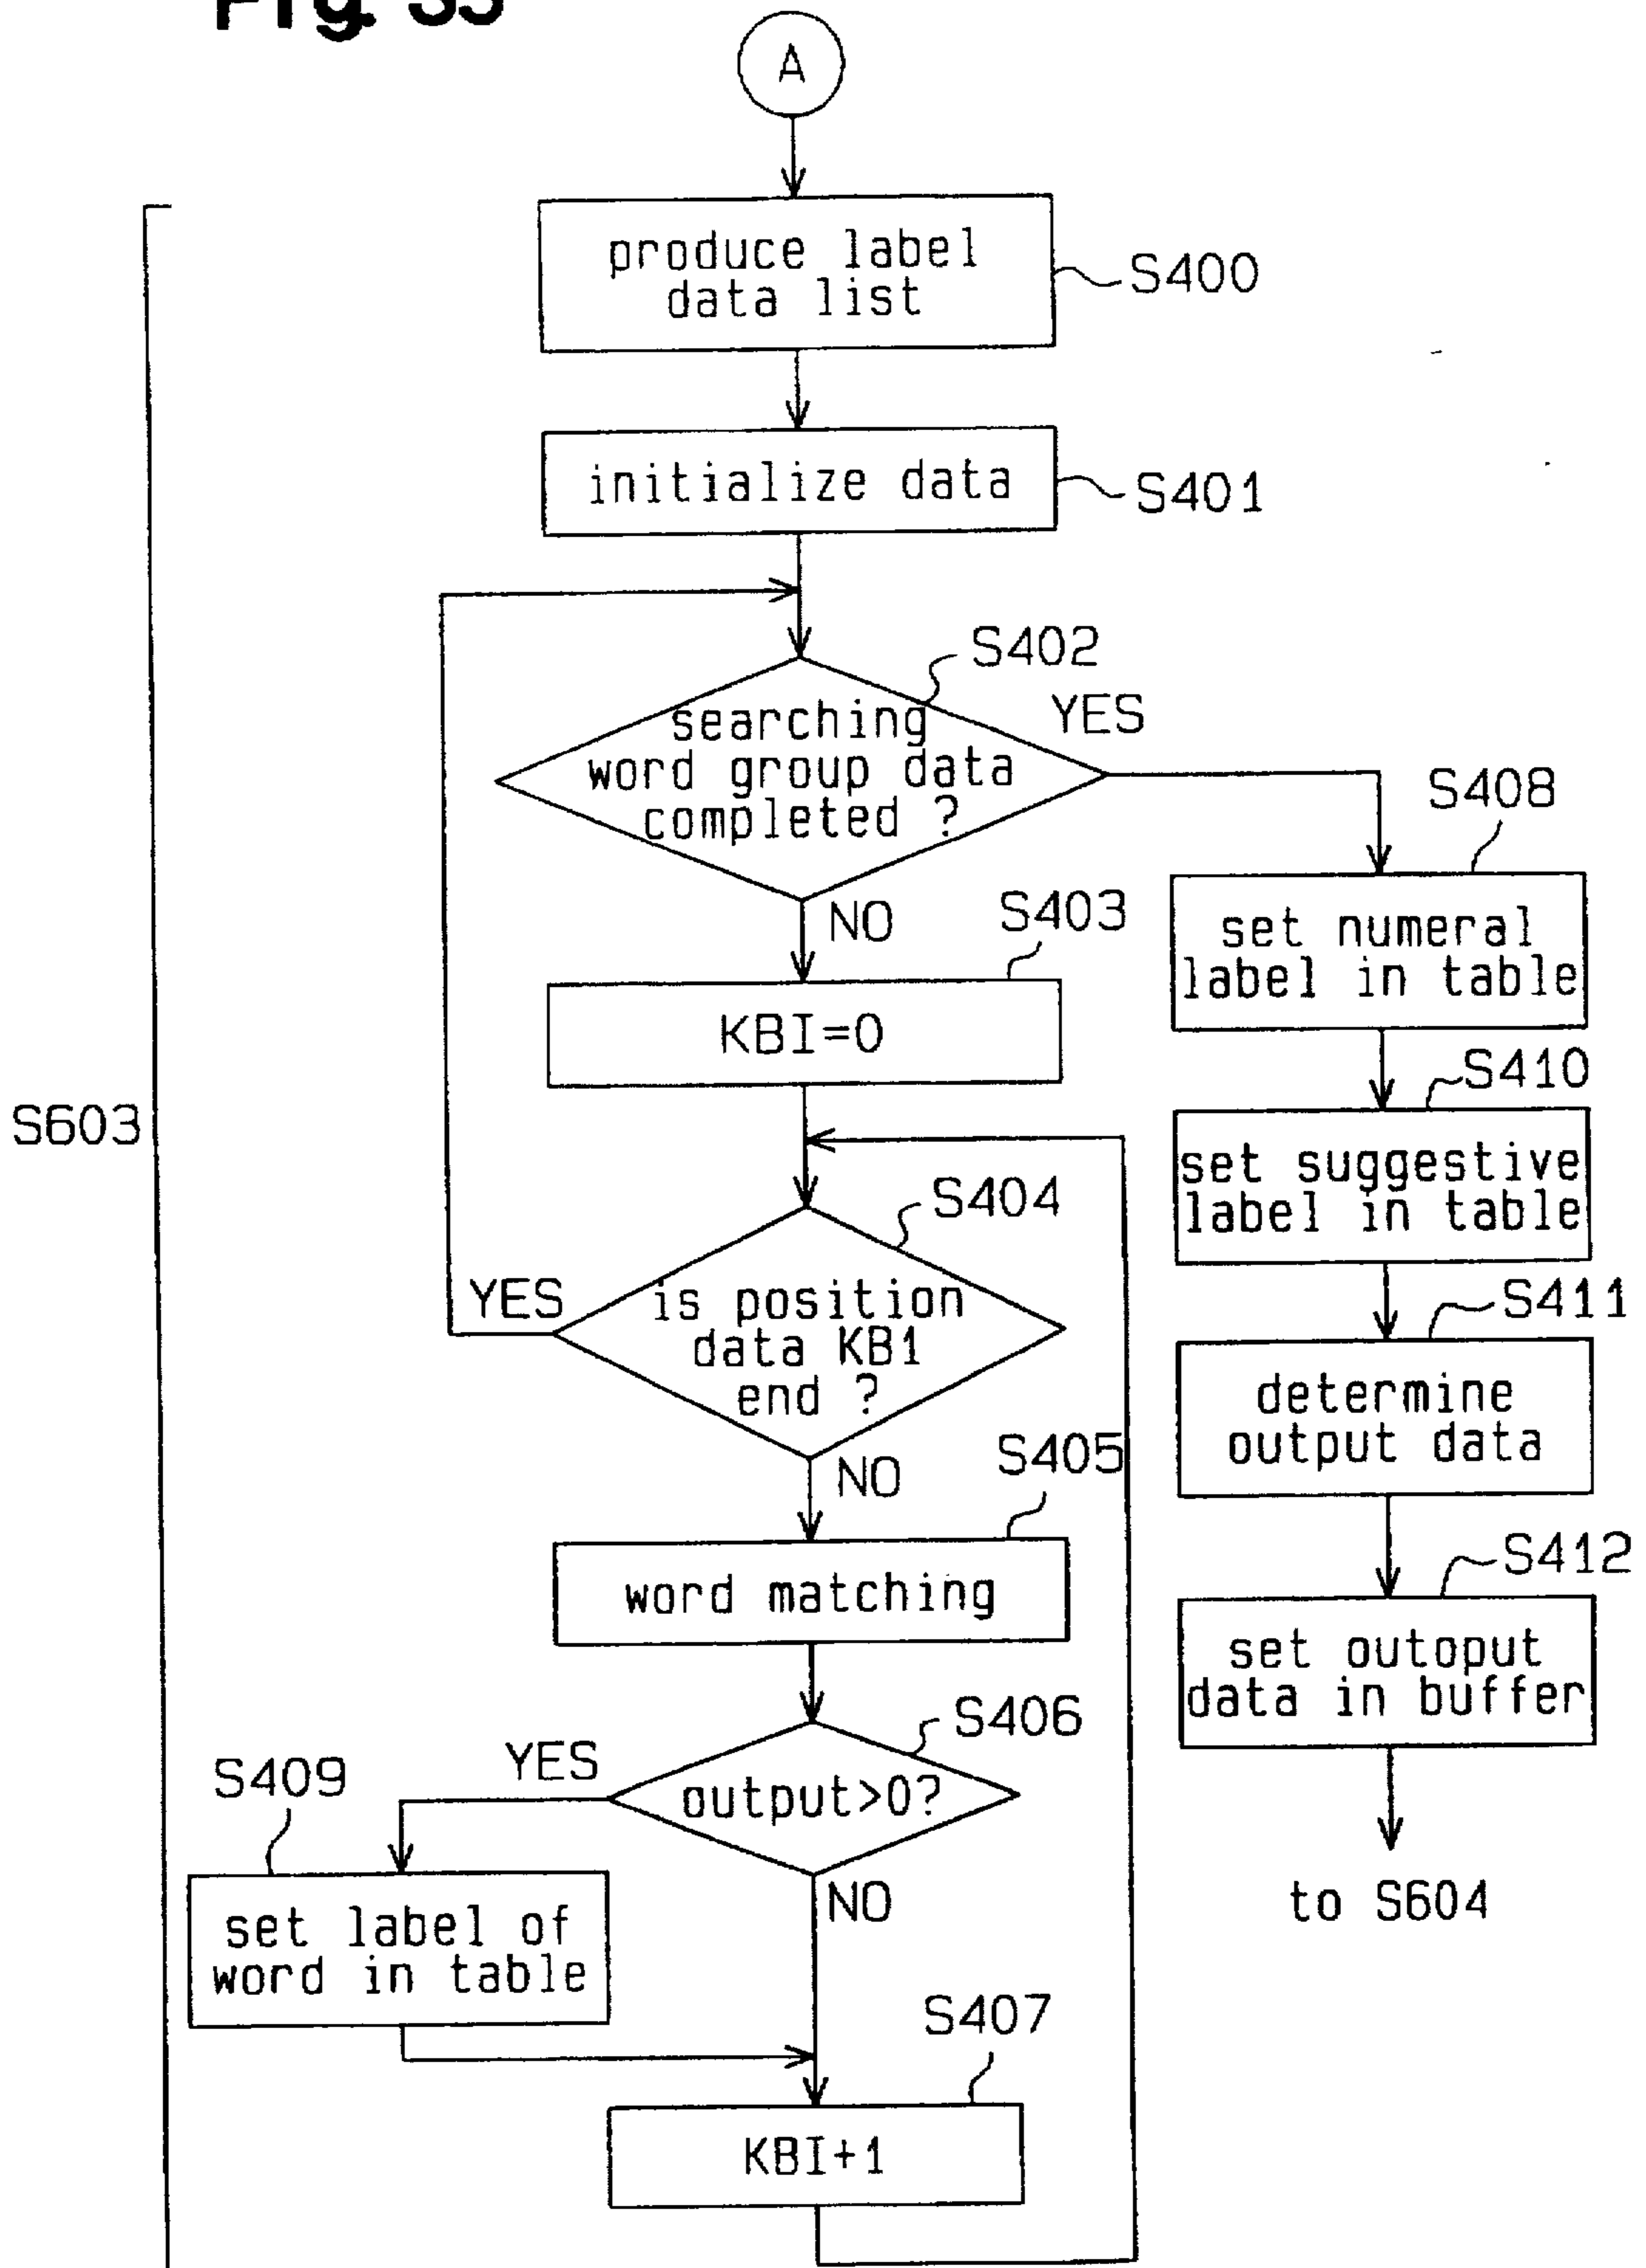 Fig. 33
A
produce label
data list
S400
initialize data
S401
S402
searching
word group data
completed ?
YES
NO
S403
KBI=0
S404
is position
data KB1
end ?
YES
NO
S405
word matching
S406
output>0?
YES
NO
S409
set label of
word in table
S407
KBI+1
S408
set numeral
label in table
S410
set suggestive
label in table
S411
determine
output data
S412
set outoput
data in buffer
to S604
S603